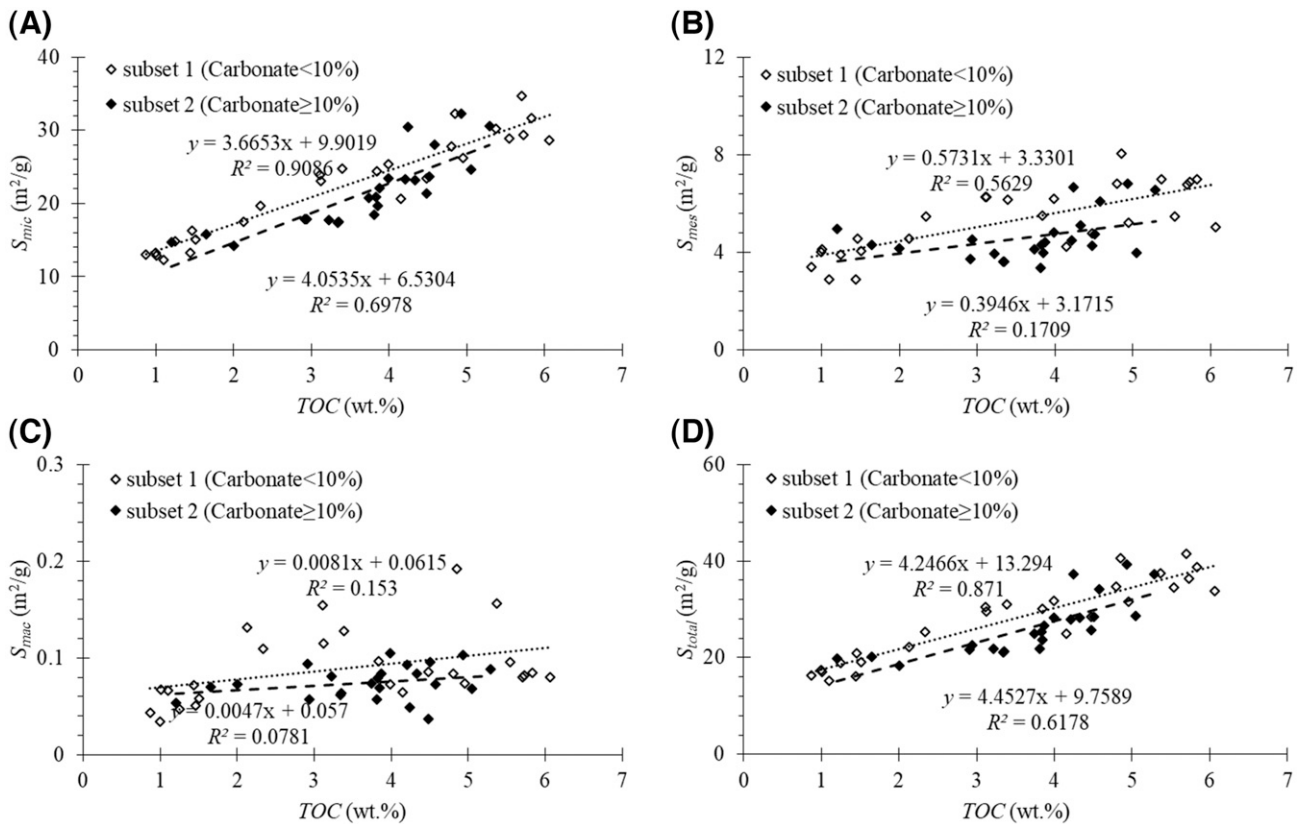 (A)
40
30
20
10
0
S_mic (m²/g)
◇ subset 1 (Carbonate<10%)
◆ subset 2 (Carbonate≥10%)
y = 3.6653x + 9.9019
R² = 0.9086
y = 4.0535x + 6.5304
R² = 0.6978
0 1 2 3 4 5 6 7
TOC (wt.%)
(B)
12
8
4
0
S_mes (m²/g)
◇ subset 1 (Carbonate<10%)
◆ subset 2 (Carbonate≥10%)
y = 0.5731x + 3.3301
R² = 0.5629
y = 0.3946x + 3.1715
R² = 0.1709
0 1 2 3 4 5 6 7
TOC (wt.%)
(C)
0.3
0.2
0.1
0
S_mac (m²/g)
◇ subset 1 (Carbonate<10%)
◆ subset 2 (Carbonate≥10%)
y = 0.0081x + 0.0615
R² = 0.153
y = 0.0047x + 0.057
R² = 0.0781
0 1 2 3 4 5 6 7
TOC (wt.%)
(D)
60
40
20
0
S_total (m²/g)
◇ subset 1 (Carbonate<10%)
◆ subset 2 (Carbonate≥10%)
y = 4.2466x + 13.294
R² = 0.871
y = 4.4527x + 9.7589
R² = 0.6178
0 1 2 3 4 5 6 7
TOC (wt.%)